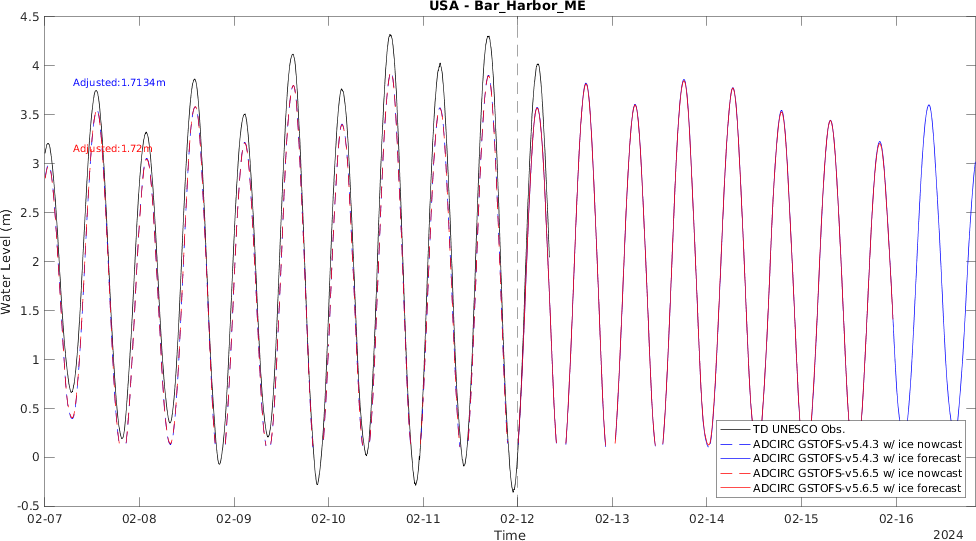 USA - Bar_Harbor_ME
4.5
4
3.5
3
2.5
2
1.5
1
0.5
0
-0.5
Water Level (m)
Adjusted:1.7134m
Adjusted:1.72m
TD UNESCO Obs.
ADCIRC GSTOFS-v5.4.3 w/ ice nowcast
ADCIRC GSTOFS-v5.4.3 w/ ice forecast
ADCIRC GSTOFS-v5.6.5 w/ ice nowcast
ADCIRC GSTOFS-v5.6.5 w/ ice forecast
02-07 02-08 02-09 02-10 02-11 02-12 02-13 02-14 02-15 02-16
Time
2024